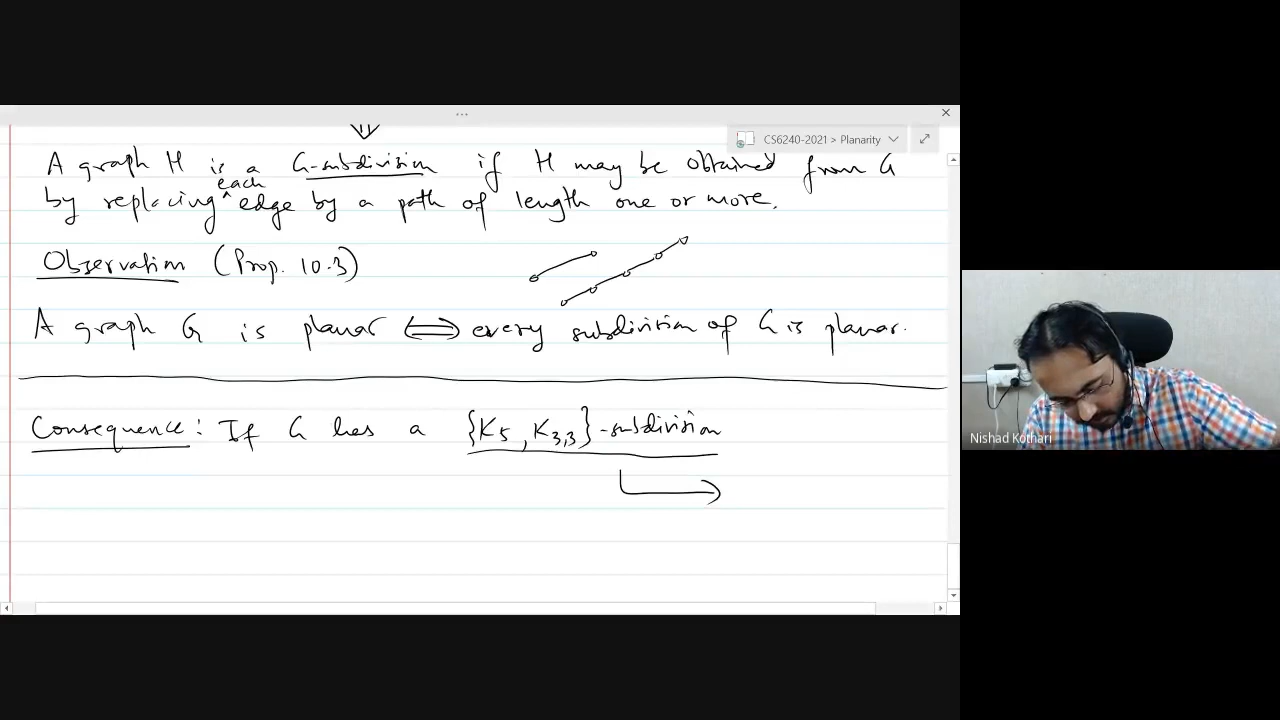 CS6240-2021 > Planarity
A graph H is a G-subdivision if H may be obtained from G
each
by replacing ^ edge by a path of length one or more.
Observation (Prop. 10.3)
A graph G is planar ⟺ every subdivision of G is planar.
Consequence: If G has a {K5, K3,3}-subdivision
Nishad Kothari